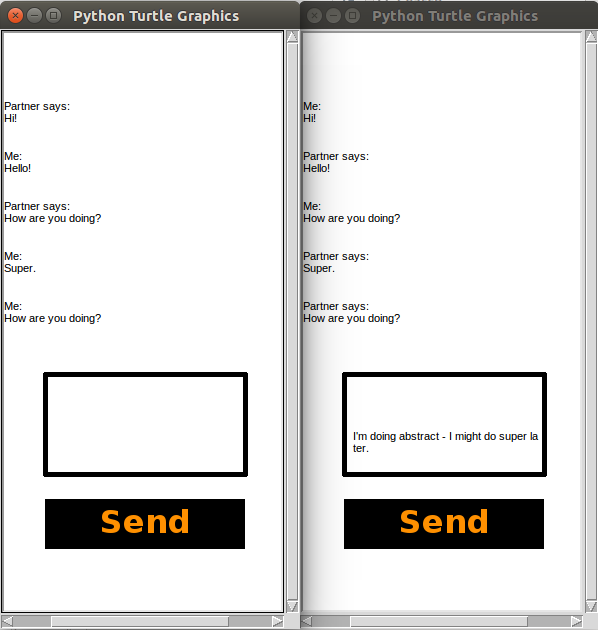 Python Turtle Graphics
Partner says:
Hi!
Me:
Hello!
Partner says:
How are you doing?
Me:
Super.
Me:
How are you doing?
Send
Python Turtle Graphics
Me:
Hi!
Partner says:
Hello!
Me:
How are you doing?
Partner says:
Super.
Partner says:
How are you doing?
I'm doing abstract - I might do super la
ter.
Send